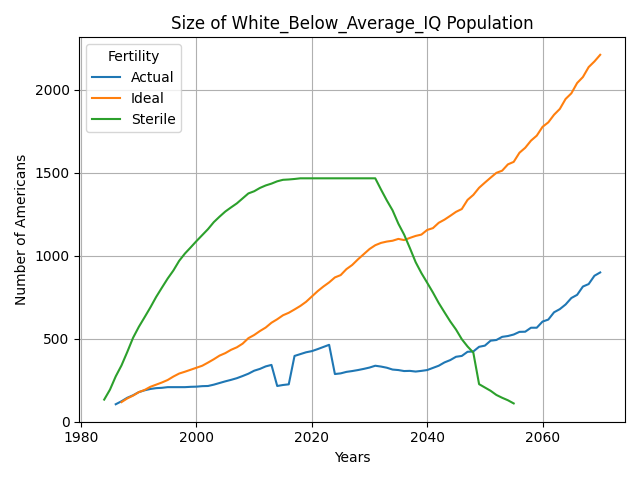 Size of White_Below_Average_IQ Population
Fertility
Actual
Ideal
Sterile
Number of Americans
2000
1500
1000
500
0
1980
2000
2020
2040
2060
Years